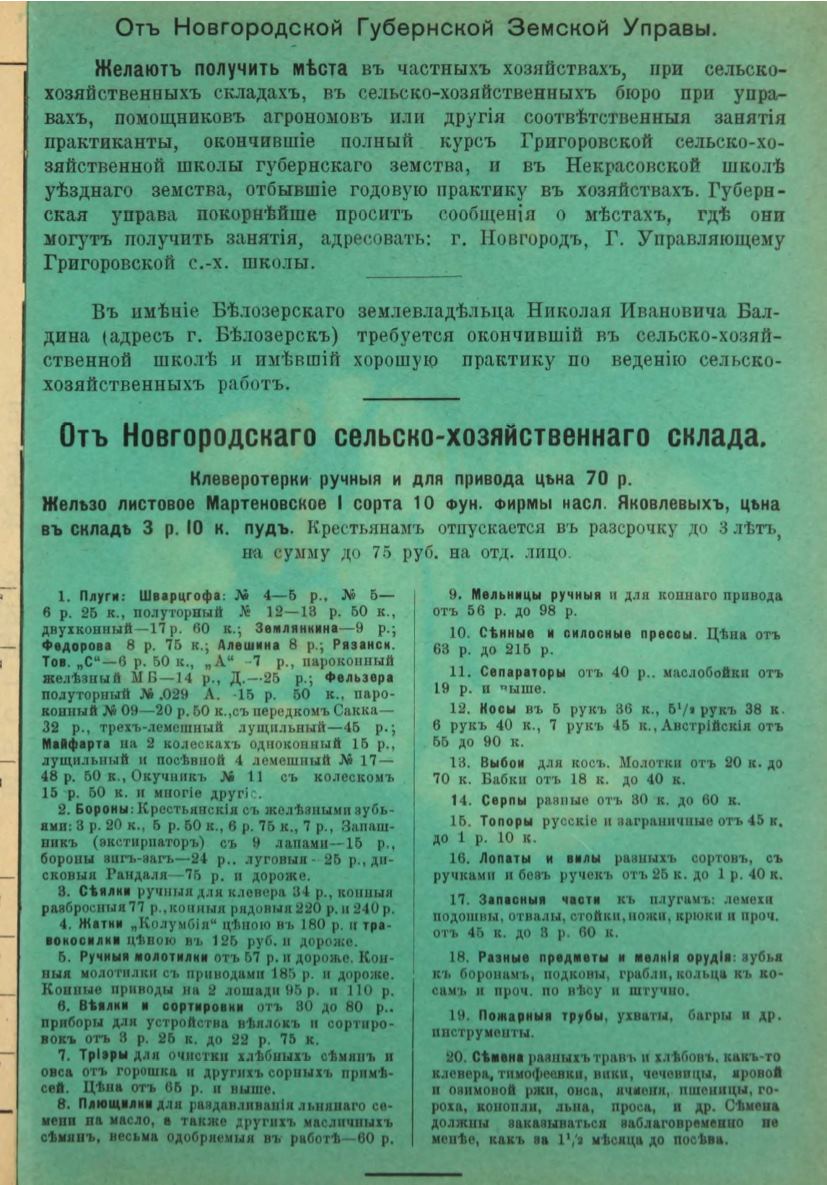 Отъ Новгородской Губернской Земской Управы.
Желаютъ получить мѣста въ частныхъ хозяйствахъ, при сельско-
хозяйственныхъ складахъ, въ сельско-хозяйственныхъ бюро при упра-
вахъ, помощниковъ агрономовъ или другія соотвѣтственныя занятія
практиканты, окончившіе полный курсъ Григоровской сельско-хо-
зяйственной школы губернскаго земства, и въ Некрасовской школѣ
уѣзднаго земства, отбывшіе годовую практику въ хозяйствахъ. Губерн-
ская управа покорнѣйше проситъ сообщенія о мѣстахъ, гдѣ они
могутъ получить занятія, адресовать: г. Новгородъ, Г. Управляющему
Григоровской с.-х. школы.
Въ имѣніе Бѣлозерскаго землевладѣльца Николая Ивановича Бал-
дина (адресъ г. Бѣлозерскъ) требуется окончившій въ сельско-хозяй-
ственной школѣ и имѣвшій хорошую практику по веденію сельско-
хозяйственныхъ работъ.
Отъ Новгородскаго сельско-хозяйственнаго склада.
Клеверотерки ручныя и для привода цѣна 70 р.
Желѣзо листовое Мартеновское I сорта 10 фун. фирмы насл. Яковлевыхъ, цѣна
въ складѣ 3 р. 10 к. пудъ. Крестьянамъ отпускается въ разсрочку до 3 лѣтъ,
на сумму до 75 руб. на отд. лицо.
1. Плуги: Шварцгофа: № 4—5 р., № 5—
6 р. 25 к., полуторный № 12—13 р. 50 к.,
двухконный—17 р. 60 к.; Землянкина—9 р.;
Федорова 8 р. 75 к.; Алешина 8 р.; Рязанск.
Тов. „С“—6 р. 50 к., „А“ -7 р., пароконный
желѣзный МБ—14 р., Д.—25 р.; Фельзера
полуторный № 029 А. -15 р. 50 к., паро-
конный № 09—20 р. 50 к., съ передкомъ Сакка—
32 р., трехъ-лемешный лущильный—45 р.;
Майфарта на 2 колескахъ одноконный 15 р.,
лущильный и посѣвной 4 лемешный № 17—
48 р. 50 к., Окучникъ № 11 съ колескомъ
15 р. 50 к. и многіе другіе.
2. Бороны: Крестьянскія съ желѣзными зубь-
ями: 3 р. 20 к., 5 р. 50 к., 6 р. 75 к., 7 р., Запаш-
никъ (экстирпаторъ) съ 9 лапами—15 р.,
бороны зигъ-загъ—24 р., луговыя - 25 р., ди-
сковыя Рандаля—75 р. и дороже.
3. Сѣялки ручныя для клевера 34 р., конныя
разбросныя 77 р., конныя рядовыя 220 р. и 240 р.
4. Жатки „Колумбія“ цѣною въ 180 р. и тра-
вокосилки цѣною въ 125 руб. и дороже.
5. Ручныя молотилки отъ 57 р. и дороже. Кон-
ныя молотилки съ приводами 185 р. и дороже.
Конные приводы на 2 лошади 95 р. и 110 р.
6. Вѣялки и сортировки отъ 30 до 80 р..
приборы для устройства вѣялокъ и сортиро-
вокъ отъ 3 р. 25 к. до 22 р. 75 к.
7. Тріэры для очистки хлѣбныхъ сѣмянъ и
овса отъ горошка и другихъ сорныхъ примѣ-
сей. Цѣна отъ 65 р. и выше.
8. Плющилки для раздавливанія льнянаго се-
мени на масло, а также другихъ масличныхъ
сѣмянъ, весьма одобряемыя въ работѣ—60 р.
9. Мельницы ручныя и для коннаго привода
отъ 56 р. до 98 р.
10. Сѣнные и силосные прессы. Цѣна отъ
63 р. до 215 р.
11. Сепараторы отъ 40 р.. маслобойки отъ
19 р. и выше.
12. Косы въ 5 рукъ 36 к., 5¹/₂ рукъ 38 к.
6 рукъ 40 к., 7 рукъ 45 к., Австрійскія отъ
55 до 90 к.
13. Выбои для косъ. Молотки отъ 20 к. до
70 к. Бабки отъ 18 к. до 40 к.
14. Серпы разные отъ 30 к. до 60 к.
15. Топоры русскіе и заграничные отъ 45 к.
до 1 р. 10 к.
16. Лопаты и вилы разныхъ сортовъ, съ
ручками и безъ ручекъ отъ 25 к. до 1 р. 40 к.
17. Запасныя части къ плугамъ: лемехи
подошвы, отвалы, стойки, ножи, крюки и проч.
отъ 45 к. до 3 р. 60 к.
18. Разные предметы и мелкія орудія: зубья
къ боронамъ, подковы, грабли, кольца къ ко-
самъ и проч. по вѣсу и штучно.
19. Пожарныя трубы, ухваты, багры и др.
инструменты.
20. Сѣмена разныхъ травъ и хлѣбовъ, какъ-то
клевера, тимофеевки, вики, чечевицы, яровой
и озимовой ржи, овса, ячменя, пшеницы, го-
роха, конопли, льна, проса, и др. Сѣмена
должны заказываться заблаговременно не
менѣе, какъ за 1¹/₂ мѣсяца до посѣва.